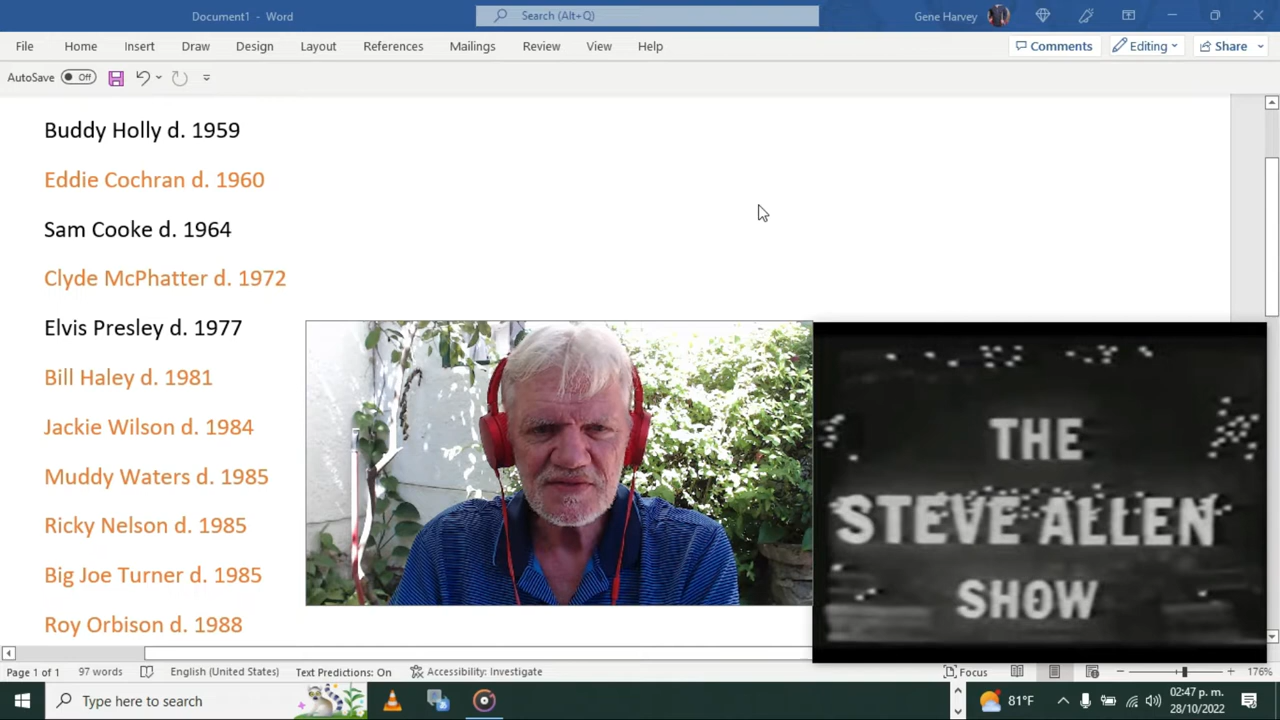 Document1 - Word
Search (Alt+Q)
Gene Harvey
File Home Insert Draw Design Layout References Mailings Review View Help
Comments Editing Share
AutoSave Off
Buddy Holly d. 1959
Eddie Cochran d. 1960
Sam Cooke d. 1964
Clyde McPhatter d. 1972
Elvis Presley d. 1977
Bill Haley d. 1981
Jackie Wilson d. 1984
Muddy Waters d. 1985
Ricky Nelson d. 1985
Big Joe Turner d. 1985
Roy Orbison d. 1988
THE
STEVE ALLEN
SHOW
Page 1 of 1 97 words English (United States) Text Predictions: On Accessibility: Investigate Focus 176%
Type here to search 81°F 02:47 p. m.
28/10/2022